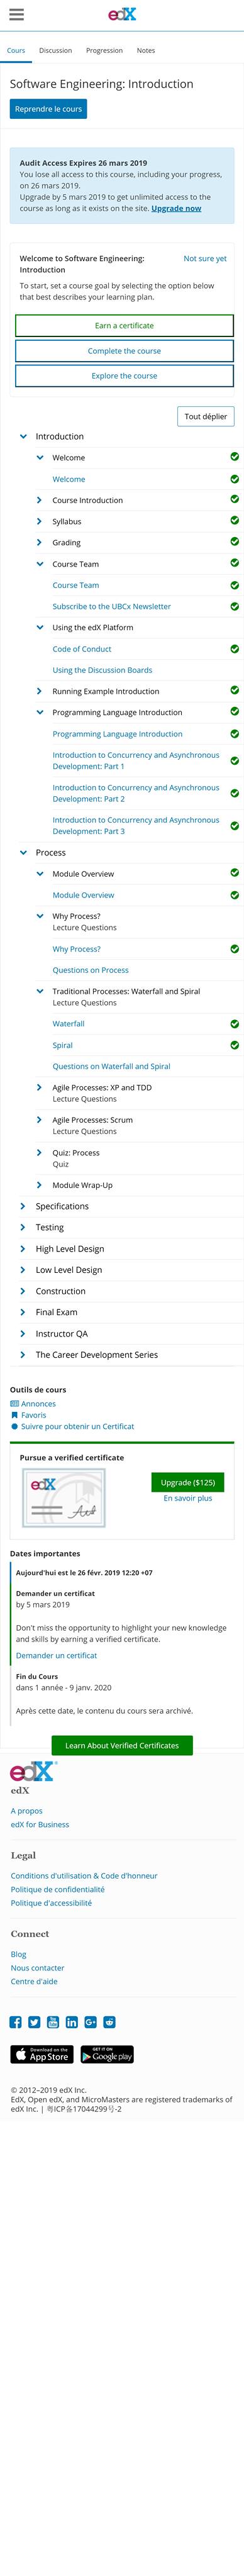 edX
Cours Discussion Progression Notes
Software Engineering: Introduction
Reprendre le cours
Audit Access Expires 26 mars 2019
You lose all access to this course, including your progress,
on 26 mars 2019.
Upgrade by 5 mars 2019 to get unlimited access to the
course as long as it exists on the site. Upgrade now
Welcome to Software Engineering:
Introduction
Not sure yet
To start, set a course goal by selecting the option below
that best describes your learning plan.
Earn a certificate
Complete the course
Explore the course
Tout déplier
Introduction
Welcome
Welcome
Course Introduction
Syllabus
Grading
Course Team
Course Team
Subscribe to the UBCx Newsletter
Using the edX Platform
Code of Conduct
Using the Discussion Boards
Running Example Introduction
Programming Language Introduction
Programming Language Introduction
Introduction to Concurrency and Asynchronous
Development: Part 1
Introduction to Concurrency and Asynchronous
Development: Part 2
Introduction to Concurrency and Asynchronous
Development: Part 3
Process
Module Overview
Module Overview
Why Process?
Lecture Questions
Why Process?
Questions on Process
Traditional Processes: Waterfall and Spiral
Lecture Questions
Waterfall
Spiral
Questions on Waterfall and Spiral
Agile Processes: XP and TDD
Lecture Questions
Agile Processes: Scrum
Lecture Questions
Quiz: Process
Quiz
Module Wrap-Up
Specifications
Testing
High Level Design
Low Level Design
Construction
Final Exam
Instructor QA
The Career Development Series
Outils de cours
Annonces
Favoris
Suivre pour obtenir un Certificat
Pursue a verified certificate
edX
Upgrade ($125)
En savoir plus
Dates importantes
Aujourd'hui est le 26 févr. 2019 12:20 +07
Demander un certificat
by 5 mars 2019
Don't miss the opportunity to highlight your new knowledge
and skills by earning a verified certificate.
Demander un certificat
Fin du Cours
dans 1 année - 9 janv. 2020
Après cette date, le contenu du cours sera archivé.
Learn About Verified Certificates
edX
edX
A propos
edX for Business
Legal
Conditions d'utilisation & Code d'honneur
Politique de confidentialité
Politique d'accessibilité
Connect
Blog
Nous contacter
Centre d'aide
Download on the
App Store
GET IT ON
Google play
© 2012–2019 edX Inc.
EdX, Open edX, and MicroMasters are registered trademarks of
edX Inc. | 粤ICP备17044299号-2